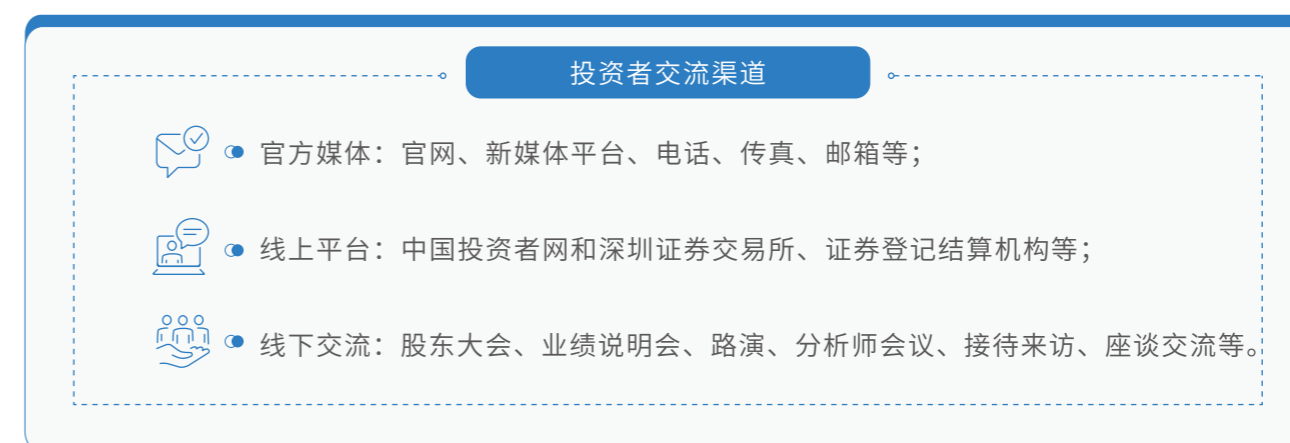 投资者交流渠道
官方媒体：官网、新媒体平台、电话、传真、邮箱等；
线上平台：中国投资者网和深圳证券交易所、证券登记结算机构等；
线下交流：股东大会、业绩说明会、路演、分析师会议、接待来访、座谈交流等。